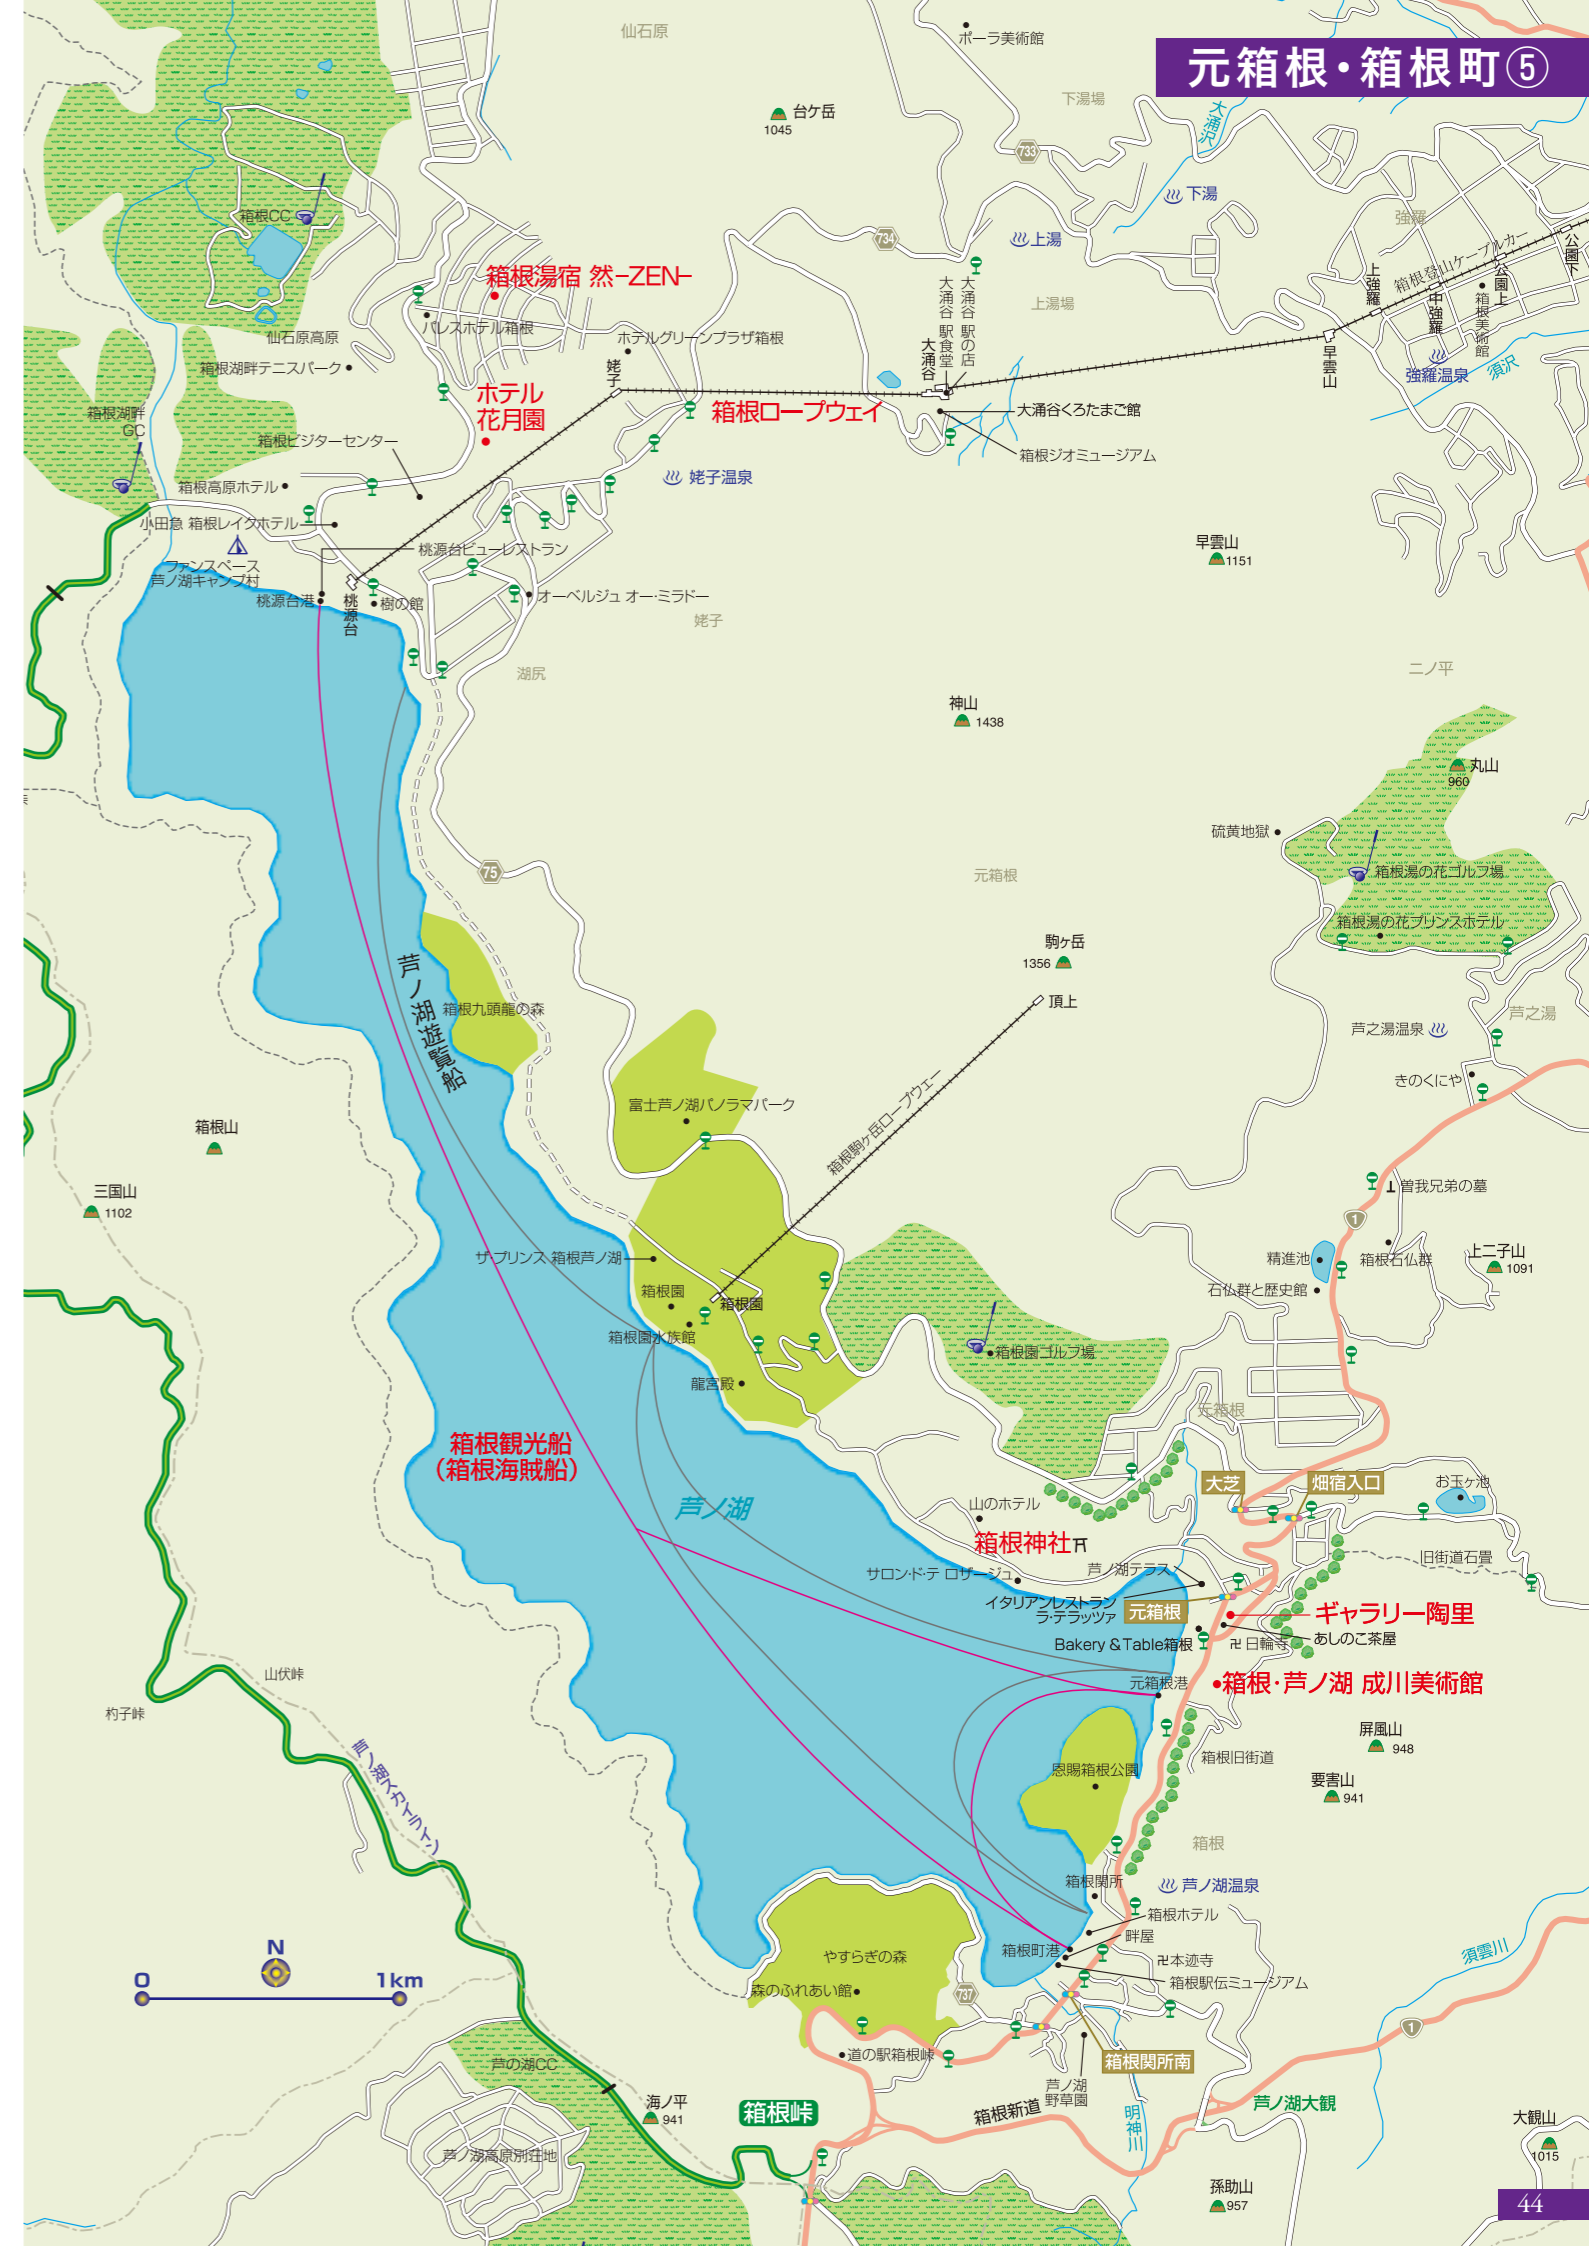 元箱根・箱根町⑤
仙石原
ポーラ美術館
下湯場
大涌沢
台ケ岳
1045
733
下湯
箱根CC
強羅
734
上湯
箱根登山ケーブルカー
公園下
公園上
上強羅
中強羅
箱根美術館
箱根湯宿 然-ZEN-
大涌谷 駅食堂
大涌谷 駅の店
上湯場
パレスホテル箱根
仙石原高原
ホテルグリーンプラザ箱根
大涌谷
早雲山
箱根湖畔テニスパーク
姥子
強羅温泉
須沢
ホテル
花月園
箱根ロープウェイ
大涌谷くろたまご館
箱根湖畔
GC
箱根ビジターセンター
箱根ジオミュージアム
箱根高原ホテル
姥子温泉
小田急 箱根レイクホテル
桃源台ビューレストラン
早雲山
1151
ファンスペース
芦ノ湖キャンプ村
桃源台港
桃源台
樹の館
オーベルジュ オー・ミラドー
姥子
湖尻
二ノ平
神山
1438
丸山
960
硫黄地獄
75
元箱根
箱根湯の花ゴルフ場
箱根湯の花プリンスホテル
駒ヶ岳
1356
頂上
芦ノ湖遊覧船
箱根九頭龍の森
芦之湯
芦之湯温泉
きのくにや
富士芦ノ湖パノラマパーク
箱根駒ヶ岳ロープウェー
箱根山
三国山
1102
曽我兄弟の墓
1
精進池
箱根石仏群
上二子山
1091
石仏群と歴史館
ザ・プリンス 箱根芦ノ湖
箱根園
箱根園
箱根園水族館
箱根園ゴルフ場
龍宮殿
元箱根
箱根観光船
（箱根海賊船）
芦ノ湖
大芝
畑宿入口
お玉ヶ池
山のホテル
箱根神社
旧街道石畳
サロン・ド・テ ロザージュ
芦ノ湖テラス
イタリアンレストラン
ラ・テラッツァ
元箱根
ギャラリー陶里
Bakery & Table箱根
日輪寺
あしのこ茶屋
元箱根港
箱根・芦ノ湖 成川美術館
山伏峠
杓子峠
屏風山
948
箱根旧街道
恩賜箱根公園
要害山
941
芦ノ湖スカイライン
箱根
箱根関所
芦ノ湖温泉
箱根ホテル
畔屋
箱根町港
本迹寺
箱根駅伝ミュージアム
須雲川
やすらぎの森
森のふれあい館
737
N
0
1km
1
道の駅箱根峠
箱根関所南
芦の湖CC
芦ノ湖
野草園
海ノ平
941
箱根峠
箱根新道
明神川
芦ノ湖大観
大観山
1015
芦ノ湖高原別荘地
孫助山
957
44